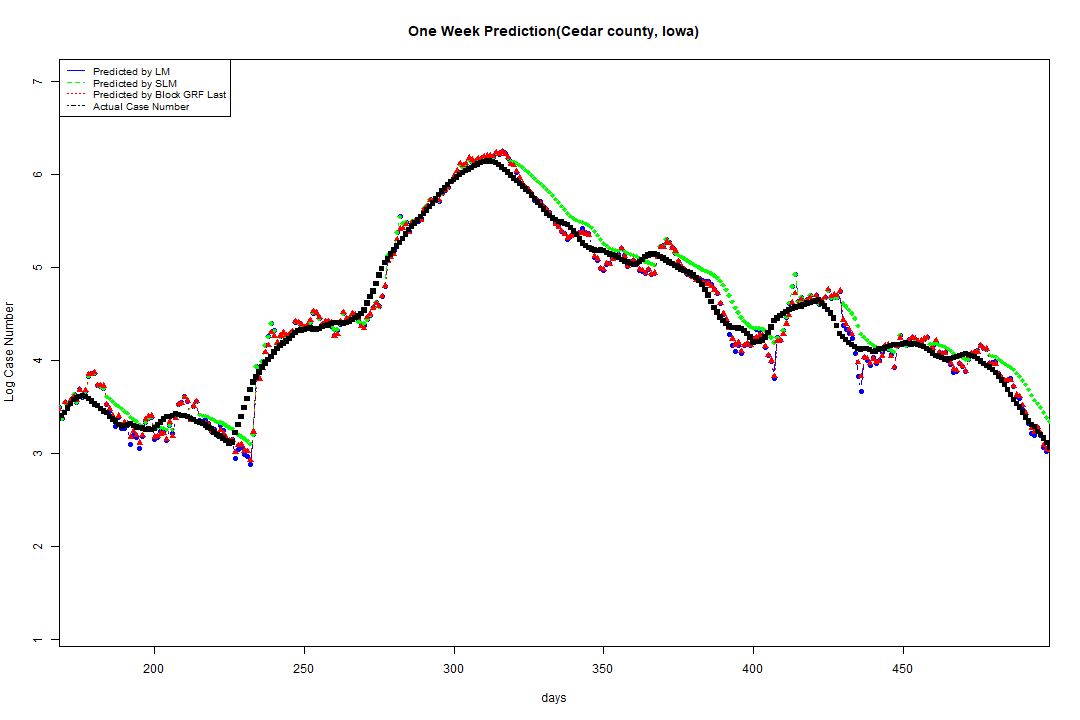 One Week Prediction(Cedar county, Iowa)
Predicted by LM
Predicted by SLM
Predicted by Block GRF Last
Actual Case Number
7
6
5
4
3
2
1
Log Case Number
200 250 300 350 400 450
days